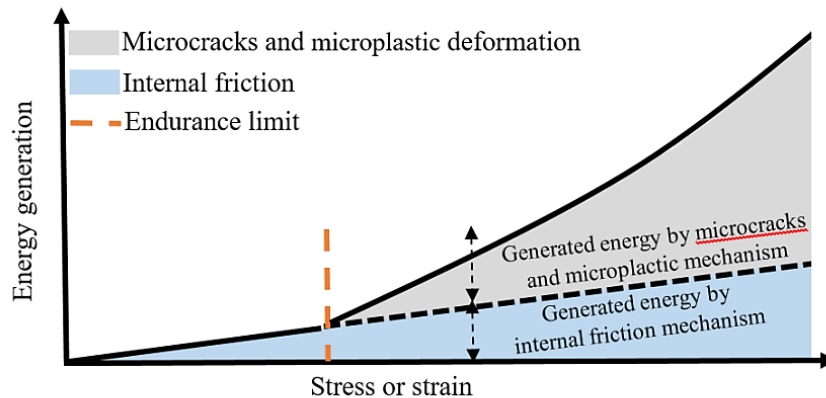 Microcracks and microplastic deformation
Internal friction
Endurance limit
Energy generation
Generated energy by microcracks
and microplactic mechanism
Generated energy by
internal friction mechanism
Stress or strain